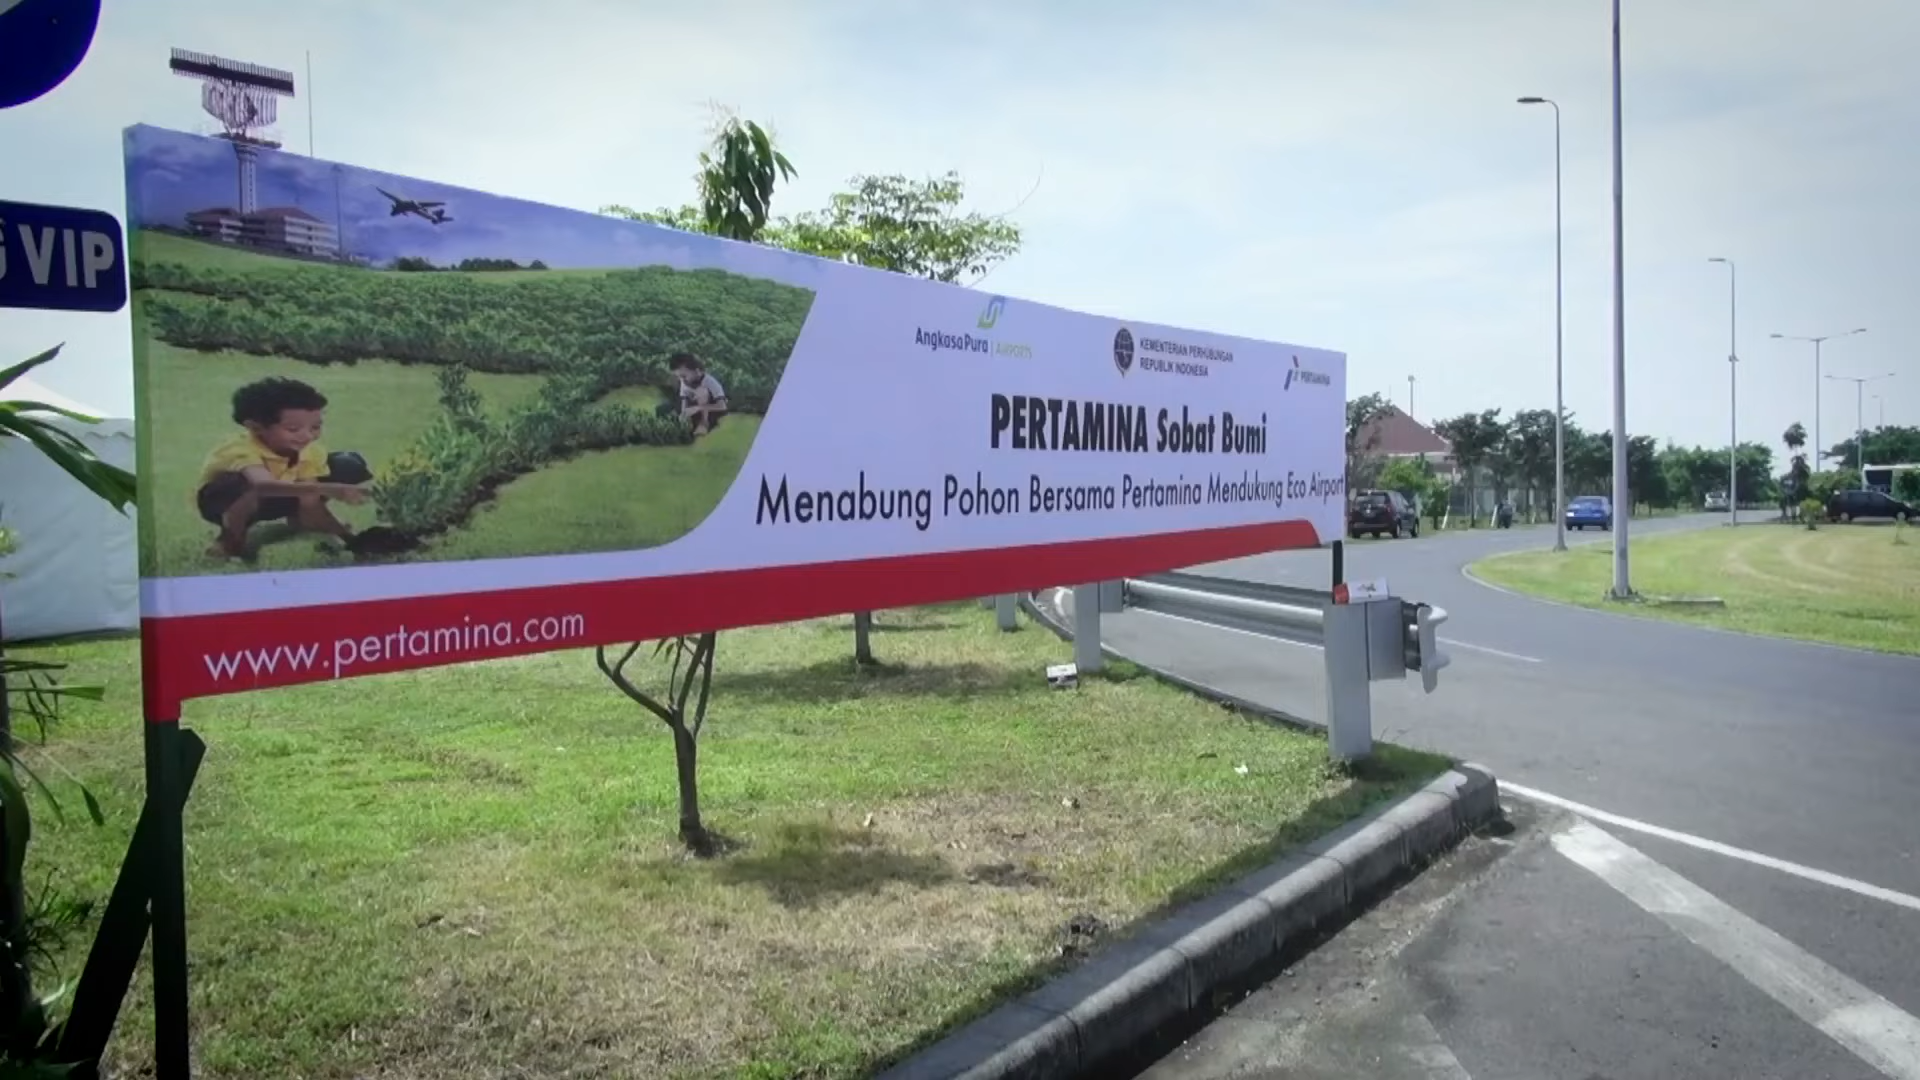 VIP
AngkasaPura | AIRPORTS
KEMENTERIAN PERHUBUNGAN
REPUBLIK INDONESIA
PERTAMINA
PERTAMINA Sobat Bumi
Menabung Pohon Bersama Pertamina Mendukung Eco Airport
www.pertamina.com